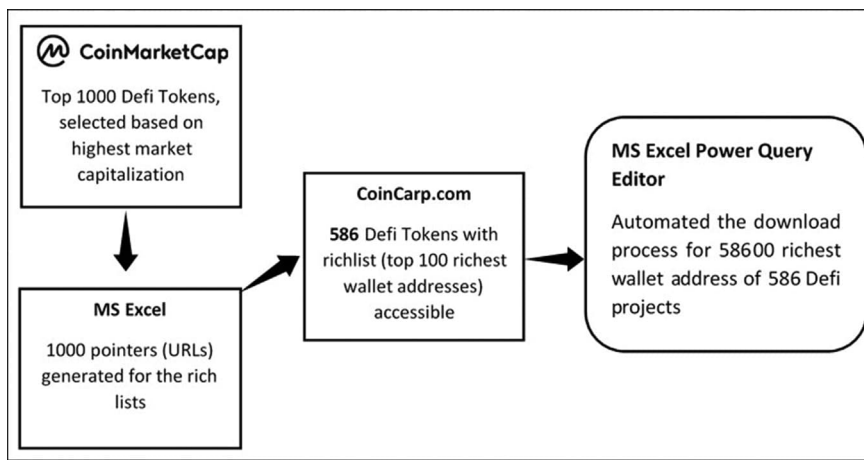 CoinMarketCap
Top 1000 Defi Tokens,
selected based on
highest market
capitalization
MS Excel
1000 pointers (URLs)
generated for the rich
lists
CoinCarp.com
586 Defi Tokens with
richlist (top 100 richest
wallet addresses)
accessible
MS Excel Power Query
Editor
Automated the download
process for 58600 richest
wallet address of 586 Defi
projects